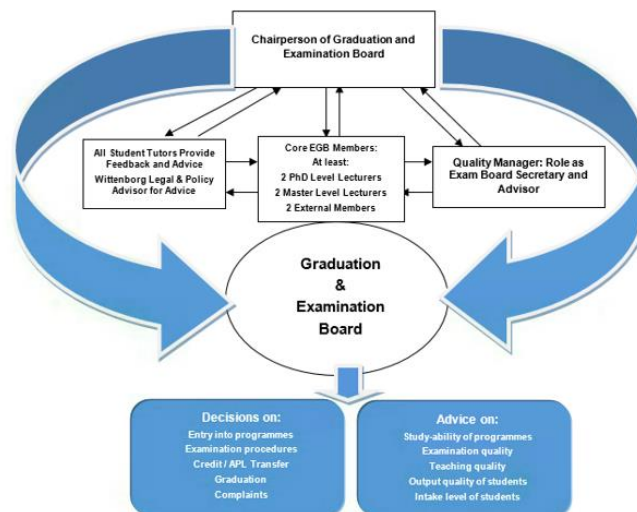 Chairperson of Graduation and
Examination Board
All Student Tutors Provide
Feedback and Advice
Wittenborg Legal & Policy
Advisor for Advice
Core EGB Members:
At least:
2 PhD Level Lecturers
2 Master Level Lecturers
2 External Members
Quality Manager: Role as
Exam Board Secretary and
Advisor
Graduation
&
Examination
Board
Decisions on:
Entry into programmes
Examination procedures
Credit / APL Transfer
Graduation
Complaints
Advice on:
Study-ability of programmes
Examination quality
Teaching quality
Output quality of students
Intake level of students